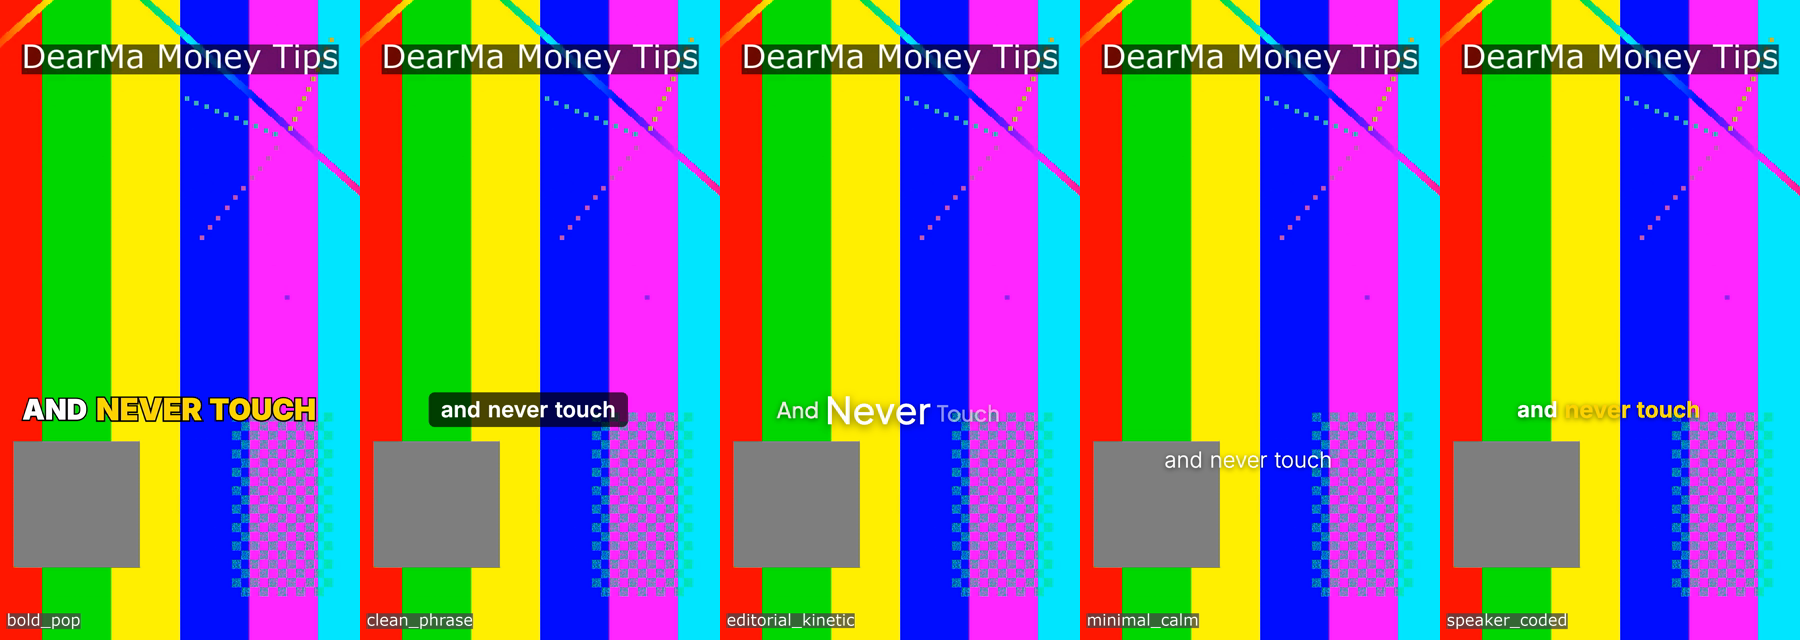 DearMa Money Tips DearMa Money Tips DearMa Money Tips DearMa Money Tips DearMa Money Tips
AND NEVER TOUCH and never touch And Never Touch and never touch
and never touch
bold_pop clean_phrase editorial_kinetic minimal_calm speaker_coded